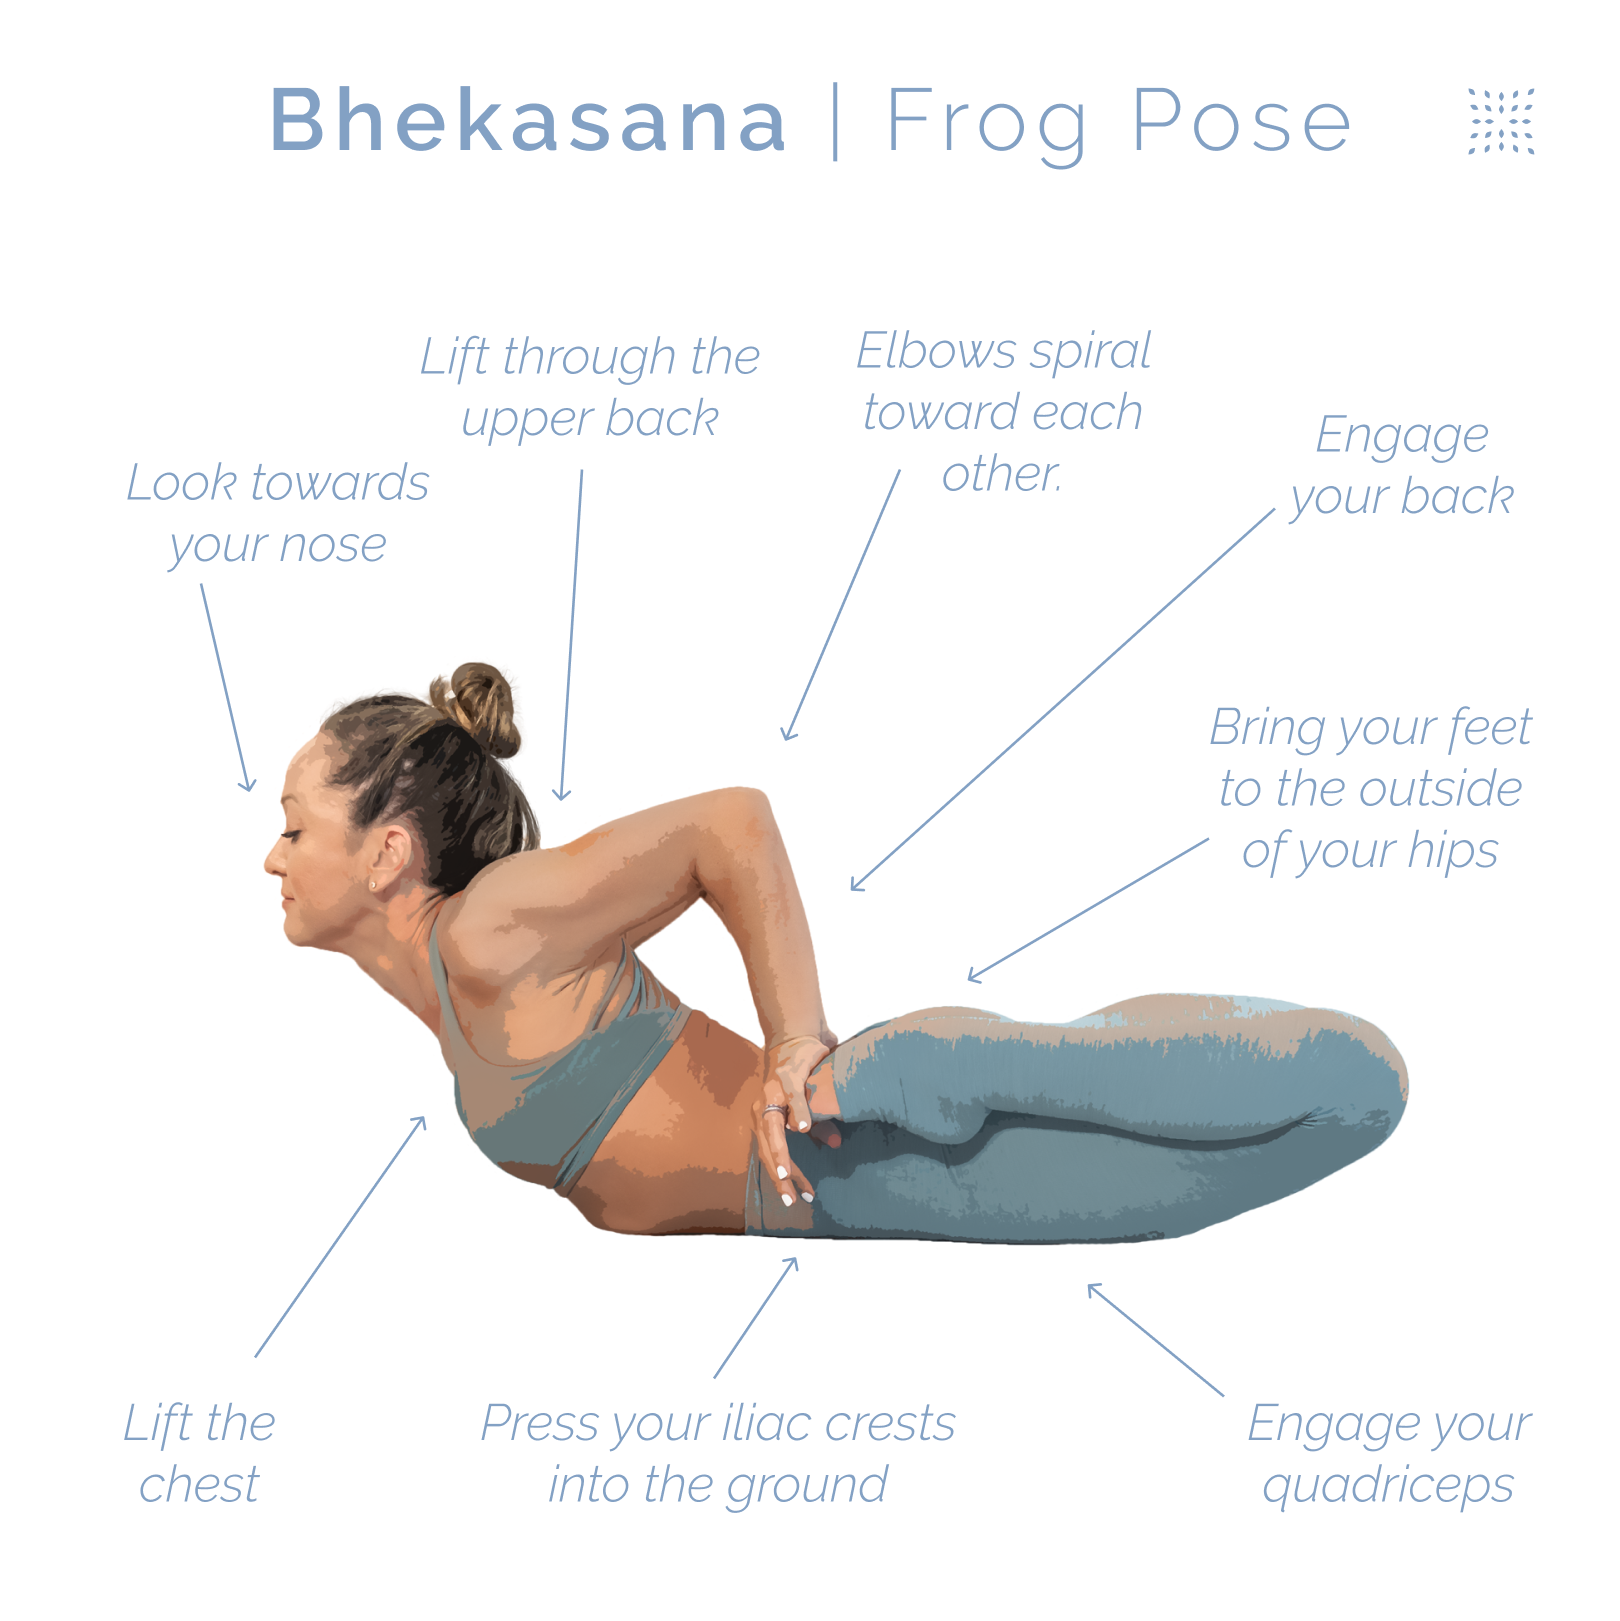 Bhekasana | Frog Pose
Lift through the
upper back
Elbows spiral
toward each
other.
Engage
your back
Look towards
your nose
Bring your feet
to the outside
of your hips
Lift the
chest
Press your iliac crests
into the ground
Engage your
quadriceps